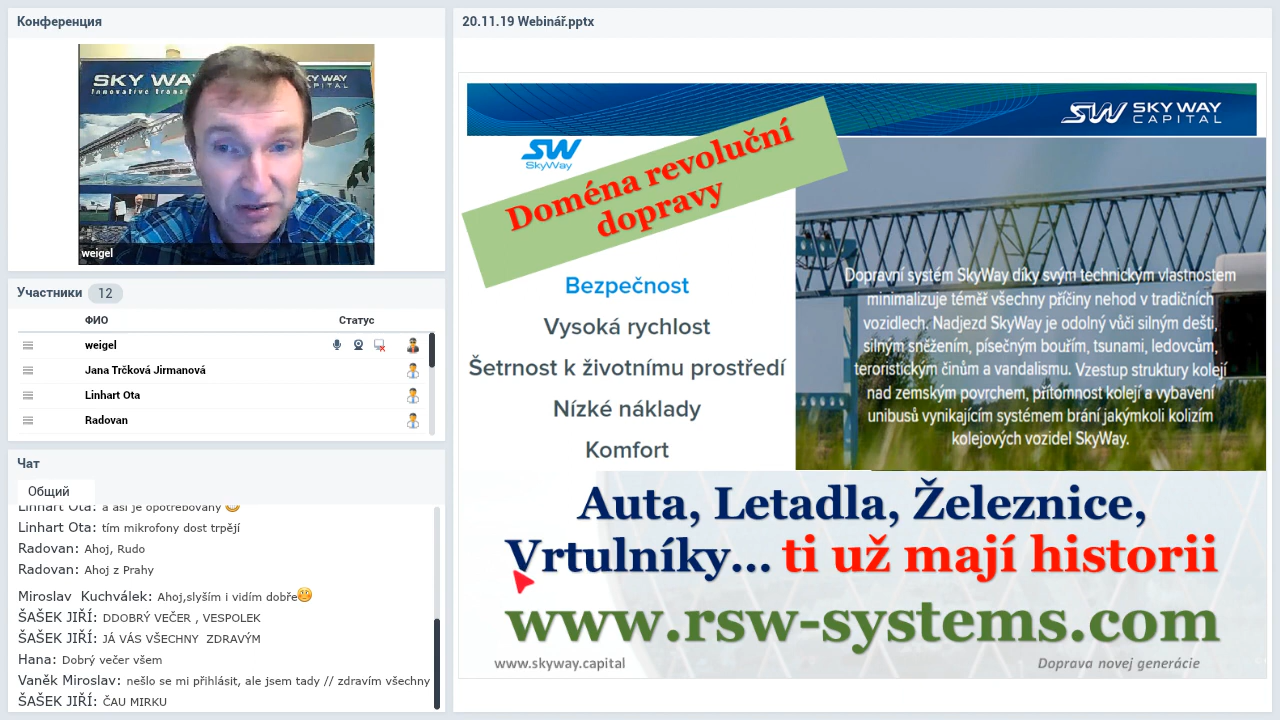 Конференция
SKY WAY
Innovative
SKY WAY
CAPITAL
weigel
Участники 12
ФИО Статус
weigel
Jana Trčková Jirmanová
Linhart Ota
Radovan
Чат
Общий
Linhart Ota: a asi je opotřebovaný
Linhart Ota: tím mikrofony dost trpějí
Radovan: Ahoj, Rudo
Radovan: Ahoj z Prahy
Miroslav Kuchválek: Ahoj,slyším i vidím dobře
ŠAŠEK JIŘÍ: DDOBRÝ VEČER , VESPOLEK
ŠAŠEK JIŘÍ: JÁ VÁS VŠECHNY ZDRAVÝM
Hana: Dobrý večer všem
Vaněk Miroslav: nešlo se mi přihlásit, ale jsem tady // zdravím všechny
ŠAŠEK JIŘÍ: ČAU MIRKU
20.11.19 Webinář.pptx
SW SKY WAY
CAPITAL
SW
SkyWay
Doména revoluční
dopravy
Bezpečnost
Vysoká rychlost
Šetrnost k životnímu prostředí
Nízké náklady
Komfort
Dopravní systém SkyWay díky svým technickým vlastnostem
minimalizuje téměř všechny příčiny nehod v tradičních
vozidlech. Nadjezd SkyWay je odolný vůči silným dešti,
silným sněžením, písečným bouřím, tsunami, ledovcům,
teroristickým činům a vandalismu. Vzestup struktury kolejí
nad zemským povrchem, přítomnost kolejí a vybavení
unibusů vynikajícím systémem brání jakýmkoli kolizím
kolejových vozidel SkyWay.
Auta, Letadla, Železnice,
Vrtulníky... ti už mají historii
www.rsw-systems.com
www.skyway.capital
Doprava novej generácie